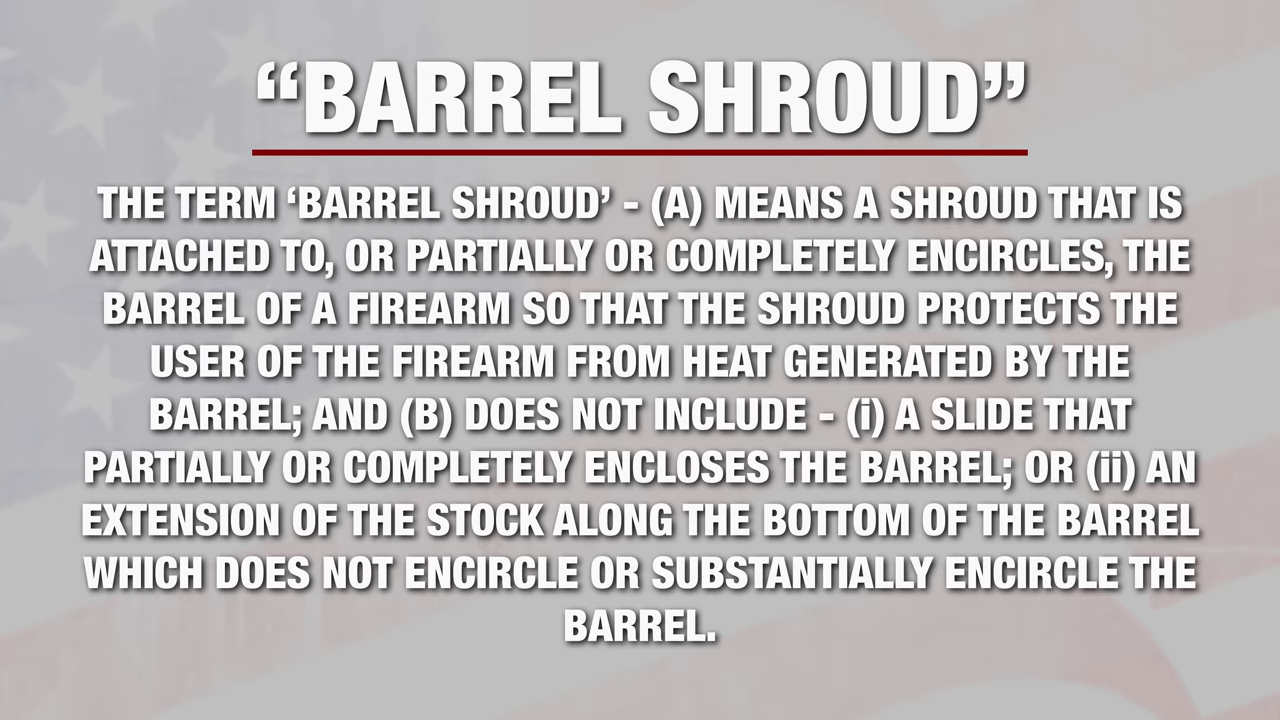 “BARREL SHROUD”
THE TERM ‘BARREL SHROUD’ - (A) MEANS A SHROUD THAT IS
ATTACHED TO, OR PARTIALLY OR COMPLETELY ENCIRCLES, THE
BARREL OF A FIREARM SO THAT THE SHROUD PROTECTS THE
USER OF THE FIREARM FROM HEAT GENERATED BY THE
BARREL; AND (B) DOES NOT INCLUDE - (i) A SLIDE THAT
PARTIALLY OR COMPLETELY ENCLOSES THE BARREL; OR (ii) AN
EXTENSION OF THE STOCK ALONG THE BOTTOM OF THE BARREL
WHICH DOES NOT ENCIRCLE OR SUBSTANTIALLY ENCIRCLE THE
BARREL.